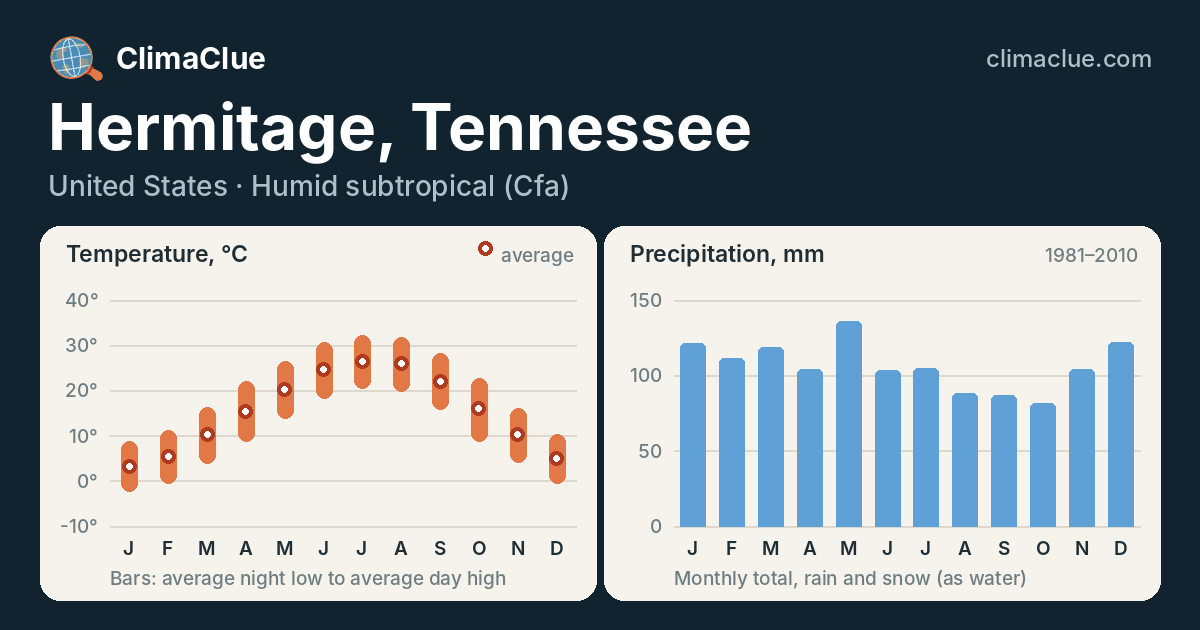 ClimaClue
climaclue.com
Hermitage, Tennessee
United States · Humid subtropical (Cfa)
Temperature, °C
average
40°
30°
20°
10°
0°
-10°
J F M A M J J A S O N D
Bars: average night low to average day high
Precipitation, mm
1981–2010
150
100
50
0
J F M A M J J A S O N D
Monthly total, rain and snow (as water)